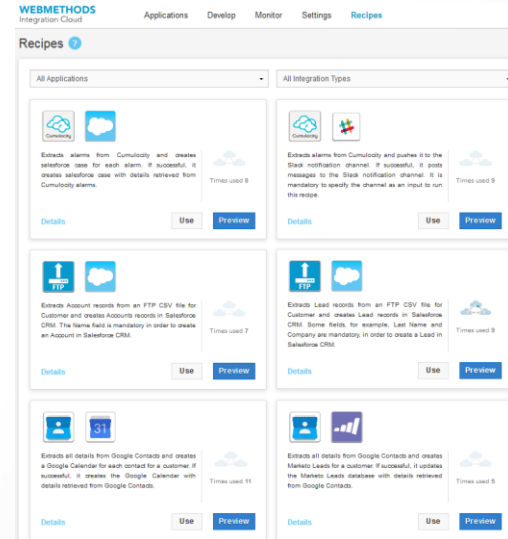 WEBMETHODS
Integration Cloud
Applications Develop Monitor Settings Recipes
Recipes ?
All Applications
All Integration Types
Cumulocity
Extracts alarms from Cumulocity and creates
salesforce case for each alarm. If successful, it
creates salesforce case with details retrieved from
Cumulocity alarms.
Times used 8
Details Use Preview
Cumulocity
Extracts alarms from Cumulocity and pushes it to the
Slack notification channel. If successful, it posts
messages to the Slack notification channel. It is
mandatory to specify the channel as an input to run
this recipe.
Times used 9
Details Use Preview
FTP
Extracts Account records from an FTP CSV file for
Customer and creates Accounts records in Salesforce
CRM. The Name field is mandatory in order to create
an Account in Salesforce CRM.
Times used 7
Details Use Preview
FTP
Extracts Lead records from an FTP CSV file for
Customer and creates Lead records in Salesforce
CRM. Some fields, for example, Last Name and
Company are mandatory, in order to create a Lead in
Salesforce CRM.
Times used 9
Details Use Preview
31
Extracts all details from Google Contacts and creates
a Google Calendar for each contact for a customer. If
successful, it creates the Google Calendar with
details retrieved from Google Contacts.
Times used 11
Details Use Preview
Extracts all details from Google Contacts and creates
Marketo Leads for a customer. If successful, it updates
the Marketo Leads database with details retrieved
from Google Contacts.
Times used 5
Details Use Preview